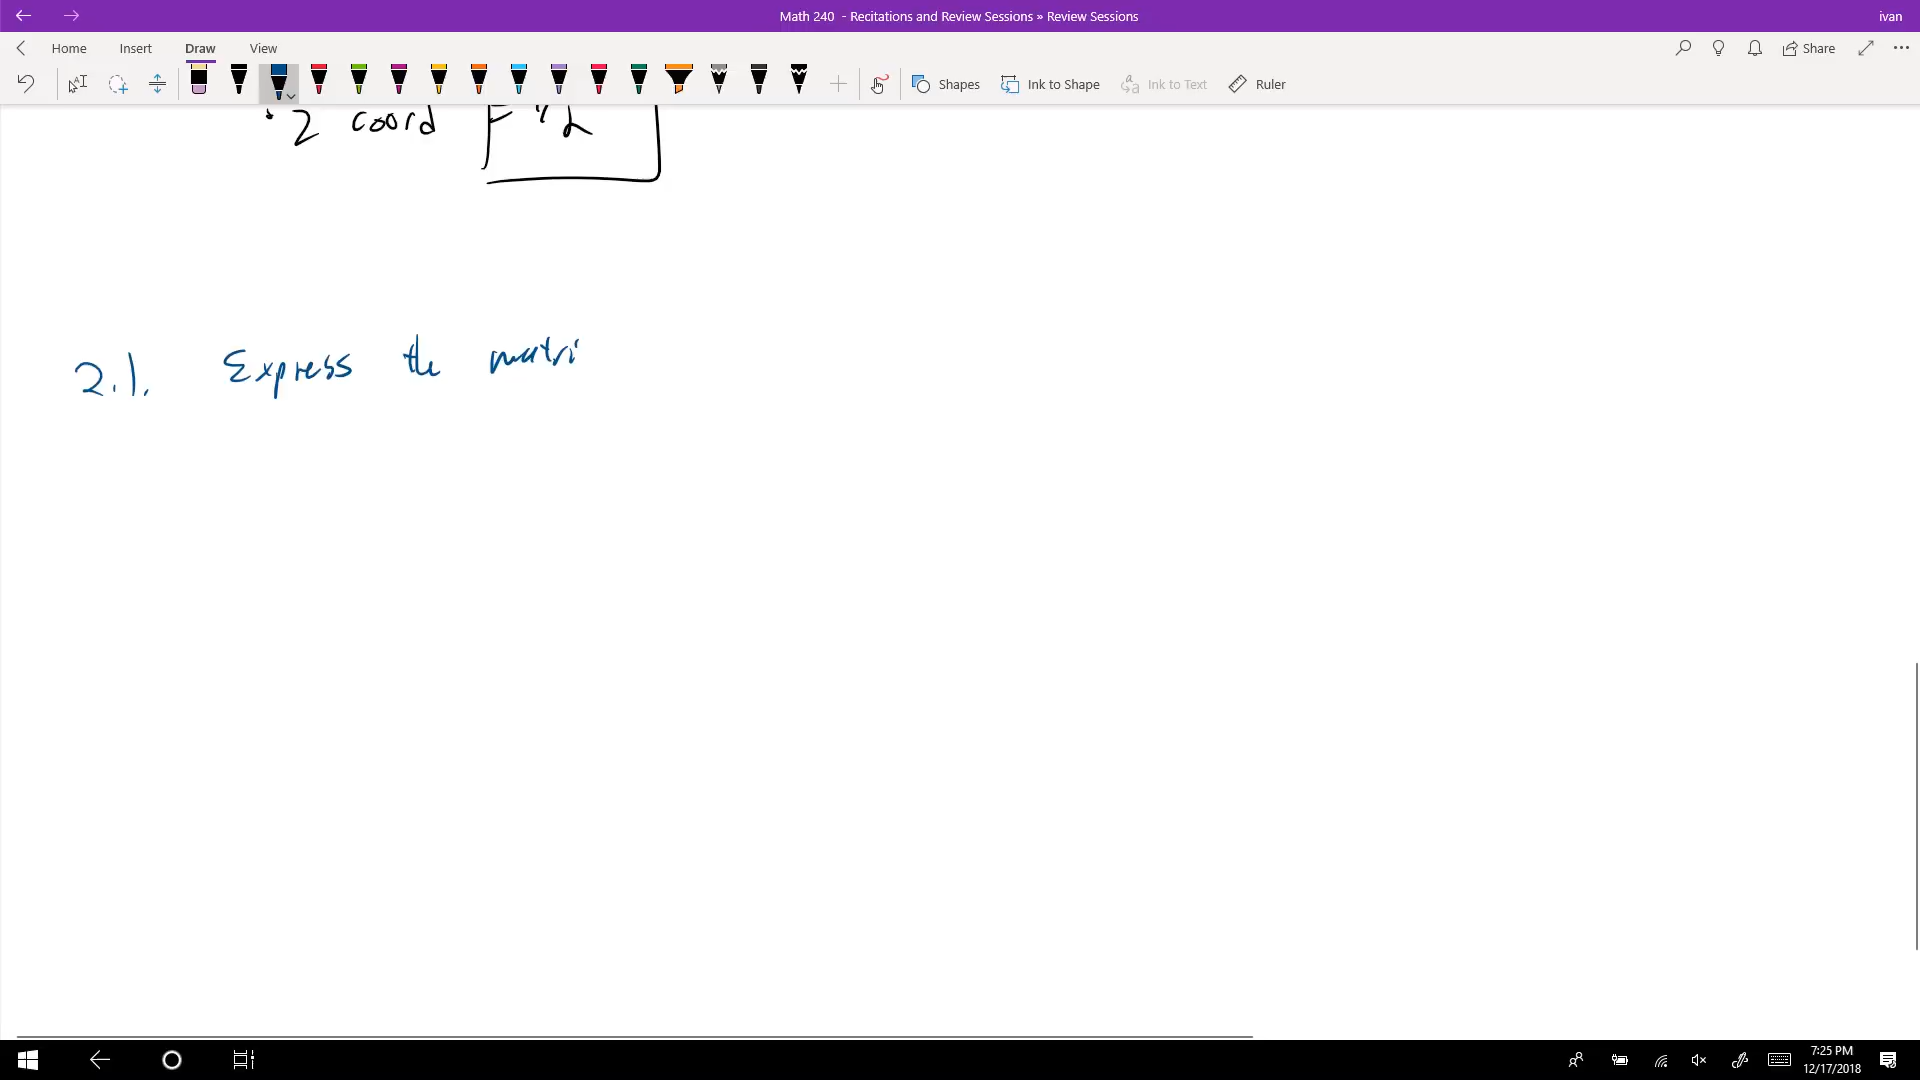 Math 240 - Recitations and Review Sessions » Review Sessions
ivan
Home Insert Draw View
Share
Shapes Ink to Shape Ink to Text Ruler
2 coord
2.1. Express the matri
7:25 PM
12/17/2018